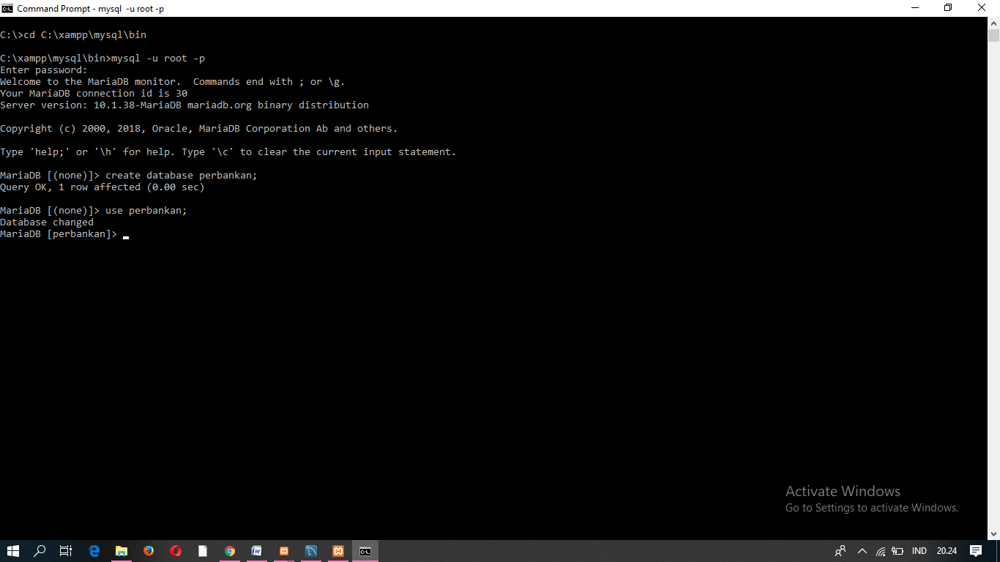 Command Prompt - mysql  -u root -p
C:\>cd C:\xampp\mysql\bin
C:\xampp\mysql\bin>mysql -u root -p
Enter password:
Welcome to the MariaDB monitor.  Commands end with ; or \g.
Your MariaDB connection id is 30
Server version: 10.1.38-MariaDB mariadb.org binary distribution
Copyright (c) 2000, 2018, Oracle, MariaDB Corporation Ab and others.
Type 'help;' or '\h' for help. Type '\c' to clear the current input statement.
MariaDB [(none)]> create database perbankan;
Query OK, 1 row affected (0.00 sec)
MariaDB [(none)]> use perbankan;
Database changed
MariaDB [perbankan]>
Activate Windows
Go to Settings to activate Windows.
IND 20.24